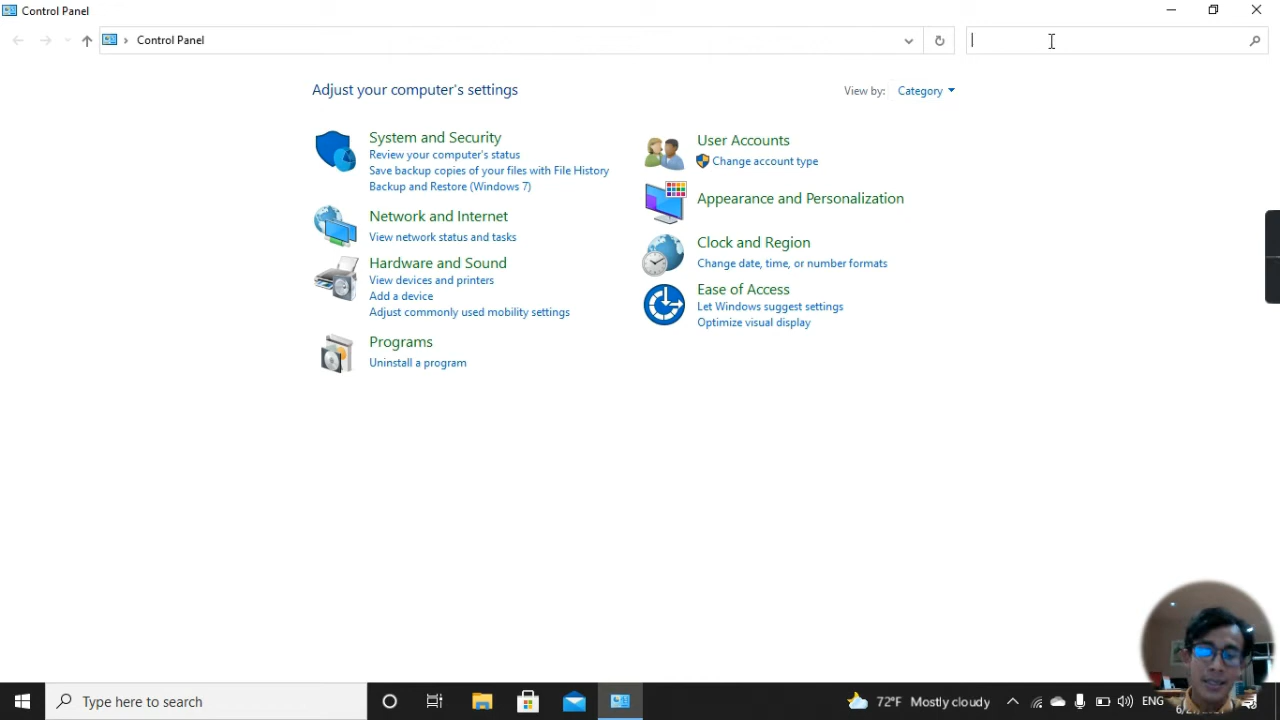 Control Panel
Control Panel
Adjust your computer's settings
View by: Category
System and Security
Review your computer's status
Save backup copies of your files with File History
Backup and Restore (Windows 7)
Network and Internet
View network status and tasks
Hardware and Sound
View devices and printers
Add a device
Adjust commonly used mobility settings
Programs
Uninstall a program
User Accounts
Change account type
Appearance and Personalization
Clock and Region
Change date, time, or number formats
Ease of Access
Let Windows suggest settings
Optimize visual display
Type here to search
72°F Mostly cloudy
ENG